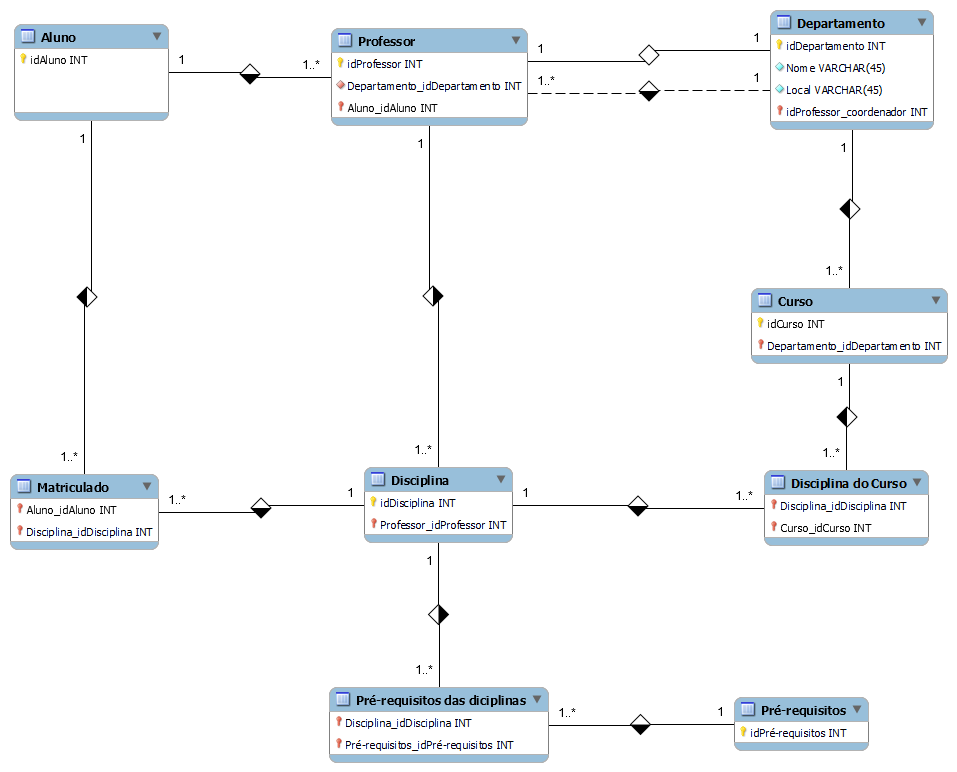 Aluno
idAluno INT
1
1..*
Professor
idProfessor INT
Departamento_idDepartamento INT
Aluno_idAluno INT
1
1
1..*
1
Departamento
idDepartamento INT
Nome VARCHAR(45)
Local VARCHAR(45)
idProfessor_coordenador INT
1
1
1
1..*
Curso
idCurso INT
Departamento_idDepartamento INT
1
1..*
1..*
1..*
Matriculado
Aluno_idAluno INT
Disciplina_idDisciplina INT
1..*
1
Disciplina
idDisciplina INT
Professor_idProfessor INT
1
1..*
Disciplina do Curso
Disciplina_idDisciplina INT
Curso_idCurso INT
1
1..*
Pré-requisitos das diciplinas
Disciplina_idDisciplina INT
Pré-requisitos_idPré-requisitos INT
1..*
1
Pré-requisitos
idPré-requisitos INT